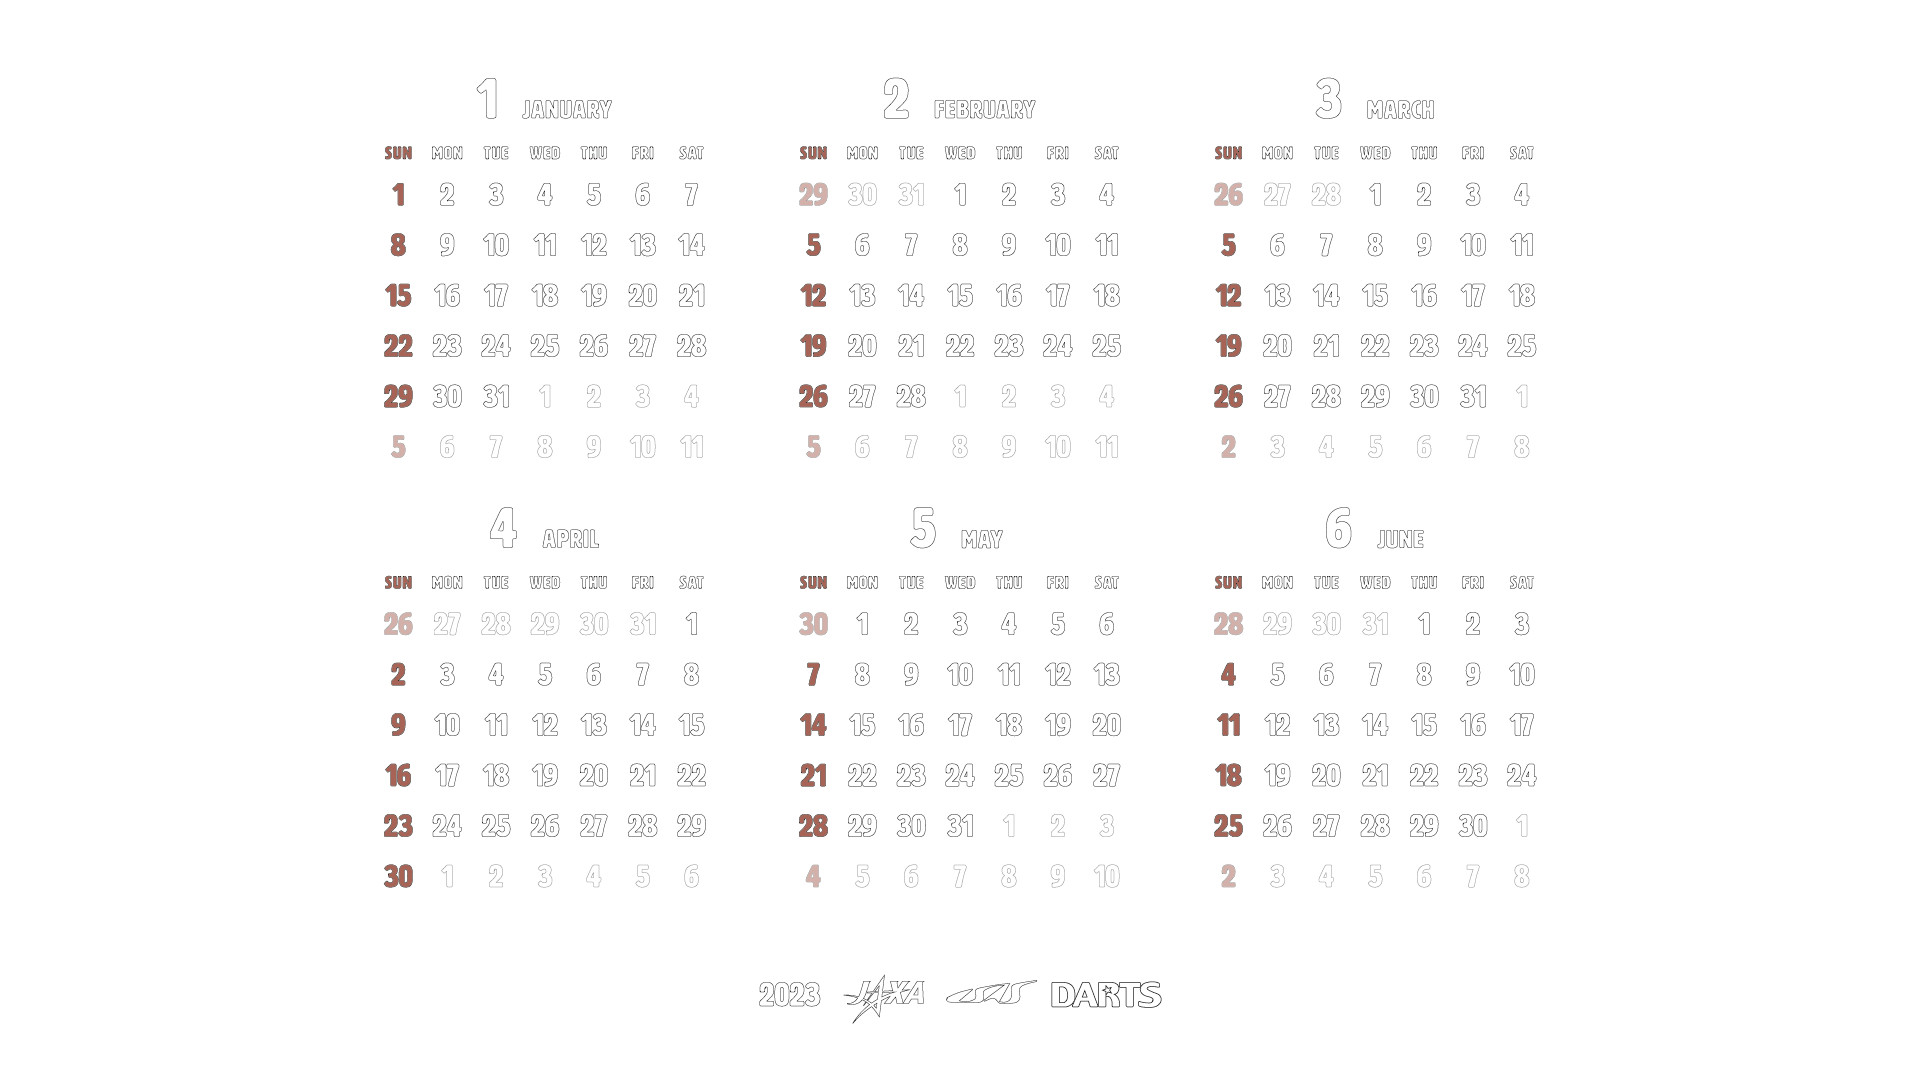 1 JANUARY
SUN MON TUE WED THU FRI SAT
1 2 3 4 5 6 7
8 9 10 11 12 13 14
15 16 17 18 19 20 21
22 23 24 25 26 27 28
29 30 31 1 2 3 4
5 6 7 8 9 10 11
2 FEBRUARY
SUN MON TUE WED THU FRI SAT
29 30 31 1 2 3 4
5 6 7 8 9 10 11
12 13 14 15 16 17 18
19 20 21 22 23 24 25
26 27 28 1 2 3 4
5 6 7 8 9 10 11
3 MARCH
SUN MON TUE WED THU FRI SAT
26 27 28 1 2 3 4
5 6 7 8 9 10 11
12 13 14 15 16 17 18
19 20 21 22 23 24 25
26 27 28 29 30 31 1
2 3 4 5 6 7 8
4 APRIL
SUN MON TUE WED THU FRI SAT
26 27 28 29 30 31 1
2 3 4 5 6 7 8
9 10 11 12 13 14 15
16 17 18 19 20 21 22
23 24 25 26 27 28 29
30 1 2 3 4 5 6
5 MAY
SUN MON TUE WED THU FRI SAT
30 1 2 3 4 5 6
7 8 9 10 11 12 13
14 15 16 17 18 19 20
21 22 23 24 25 26 27
28 29 30 31 1 2 3
4 5 6 7 8 9 10
6 JUNE
SUN MON TUE WED THU FRI SAT
28 29 30 31 1 2 3
4 5 6 7 8 9 10
11 12 13 14 15 16 17
18 19 20 21 22 23 24
25 26 27 28 29 30 1
2 3 4 5 6 7 8
2023 JAXA ISAS DARTS